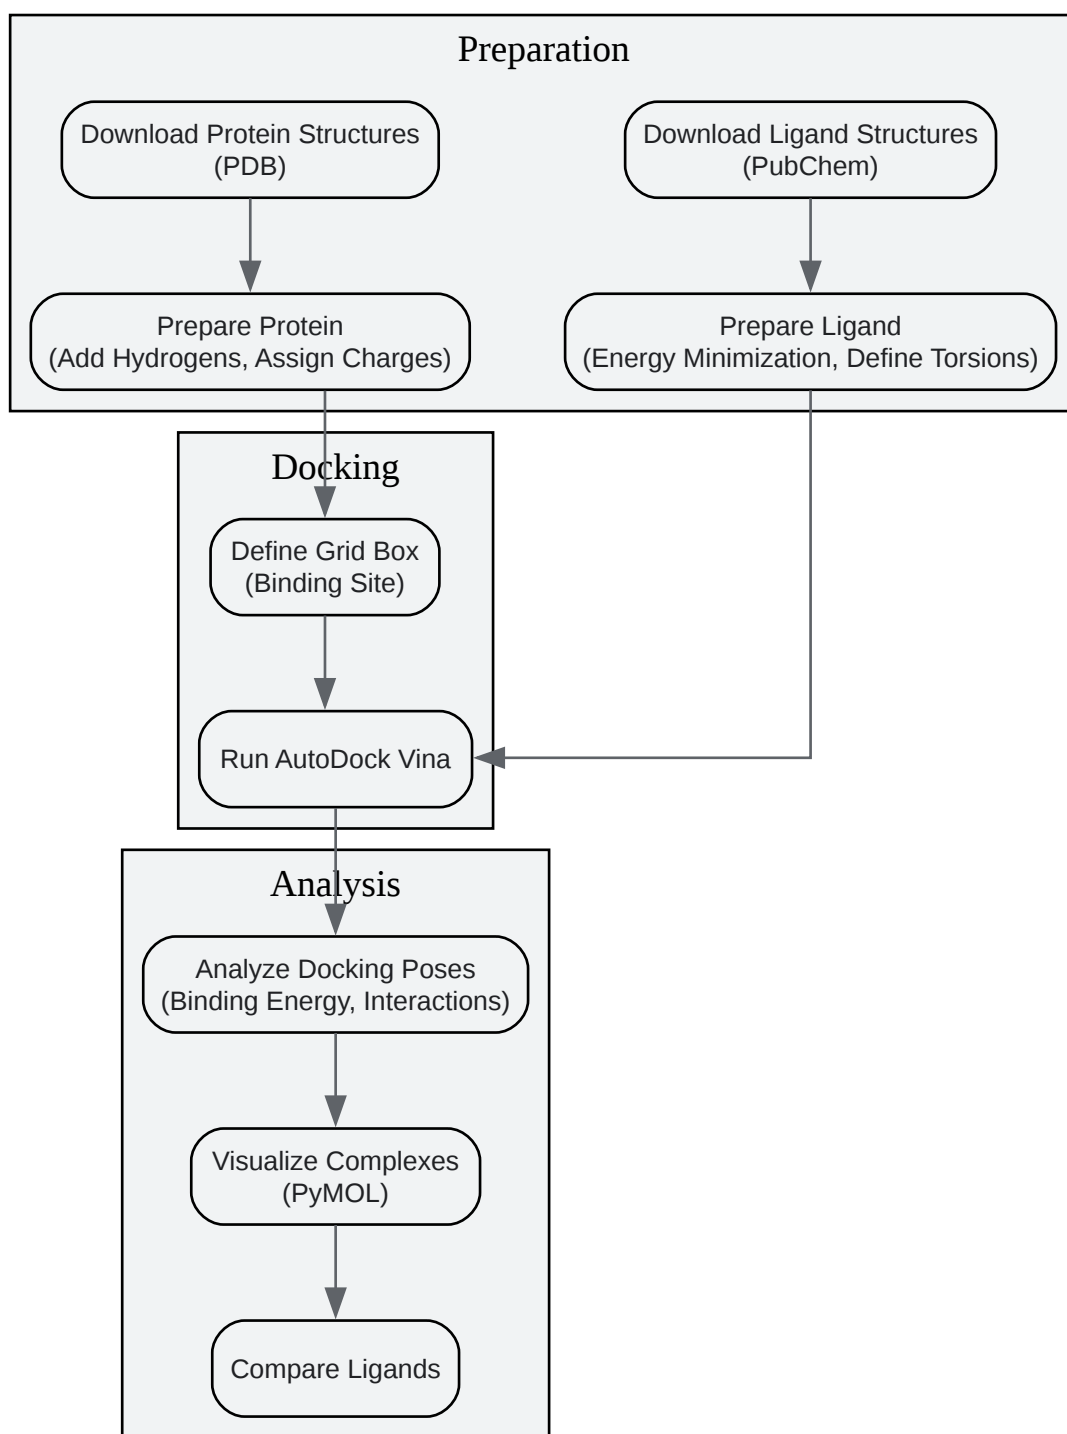 Preparation
Download Protein Structures
(PDB)
Download Ligand Structures
(PubChem)
Prepare Protein
(Add Hydrogens, Assign Charges)
Prepare Ligand
(Energy Minimization, Define Torsions)
Docking
Define Grid Box
(Binding Site)
Run AutoDock Vina
Analysis
Analyze Docking Poses
(Binding Energy, Interactions)
Visualize Complexes
(PyMOL)
Compare Ligands